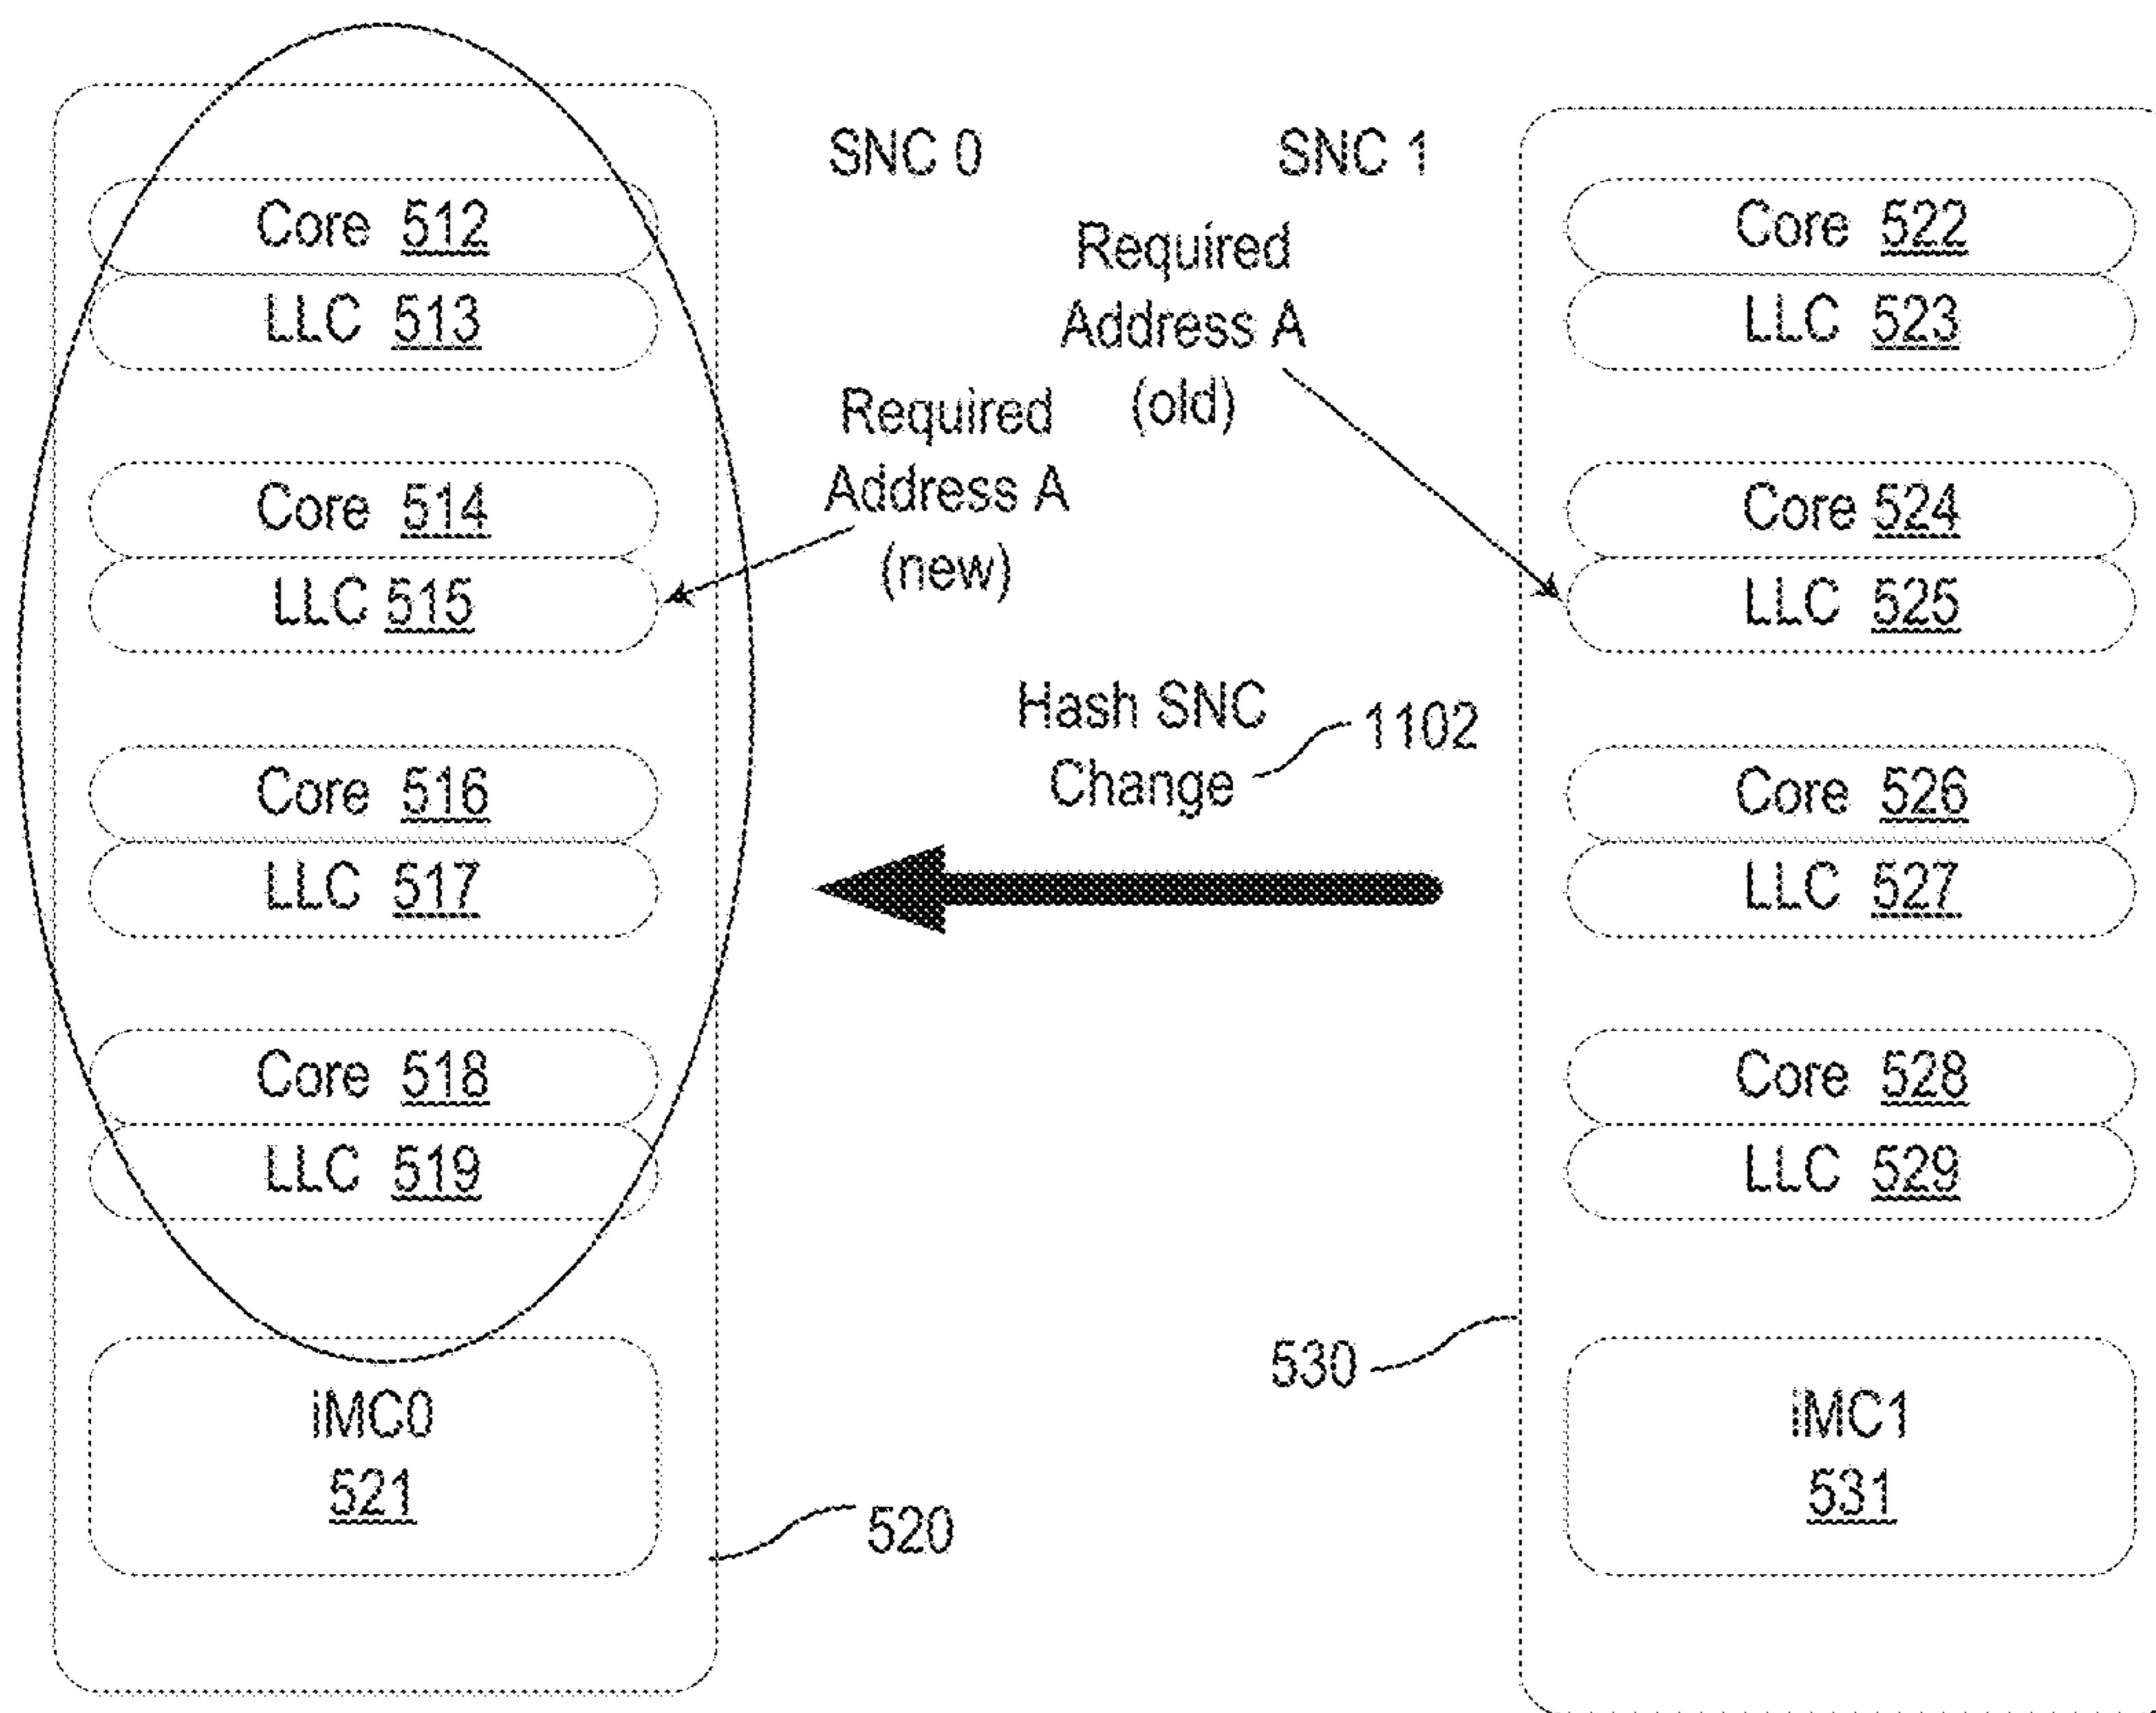 SNC 0
SNC 1
Core 512
LLC 513
Core 514
LLC 515
Core 516
LLC 517
Core 518
LLC 519
iMC0
521
520
Required
Address A
(old)
Required
Address A
(new)
Hash SNC
Change
1102
Core 522
LLC 523
Core 524
LLC 525
Core 526
LLC 527
Core 528
LLC 529
iMC1
531
530